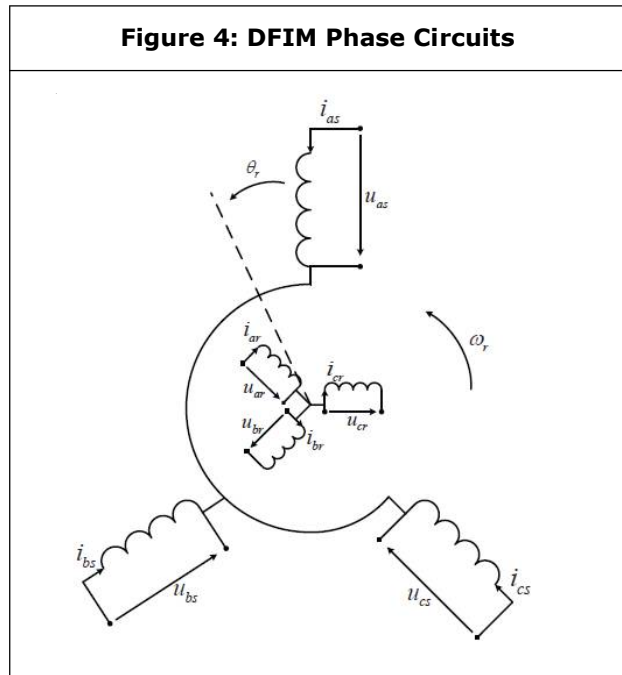 Figure 4: DFIM Phase Circuits
i_as
θ_r
u_as
ω_r
i_ar
i_cr
u_ar
u_br
u_cr
i_br
i_bs
u_bs
u_cs
i_cs